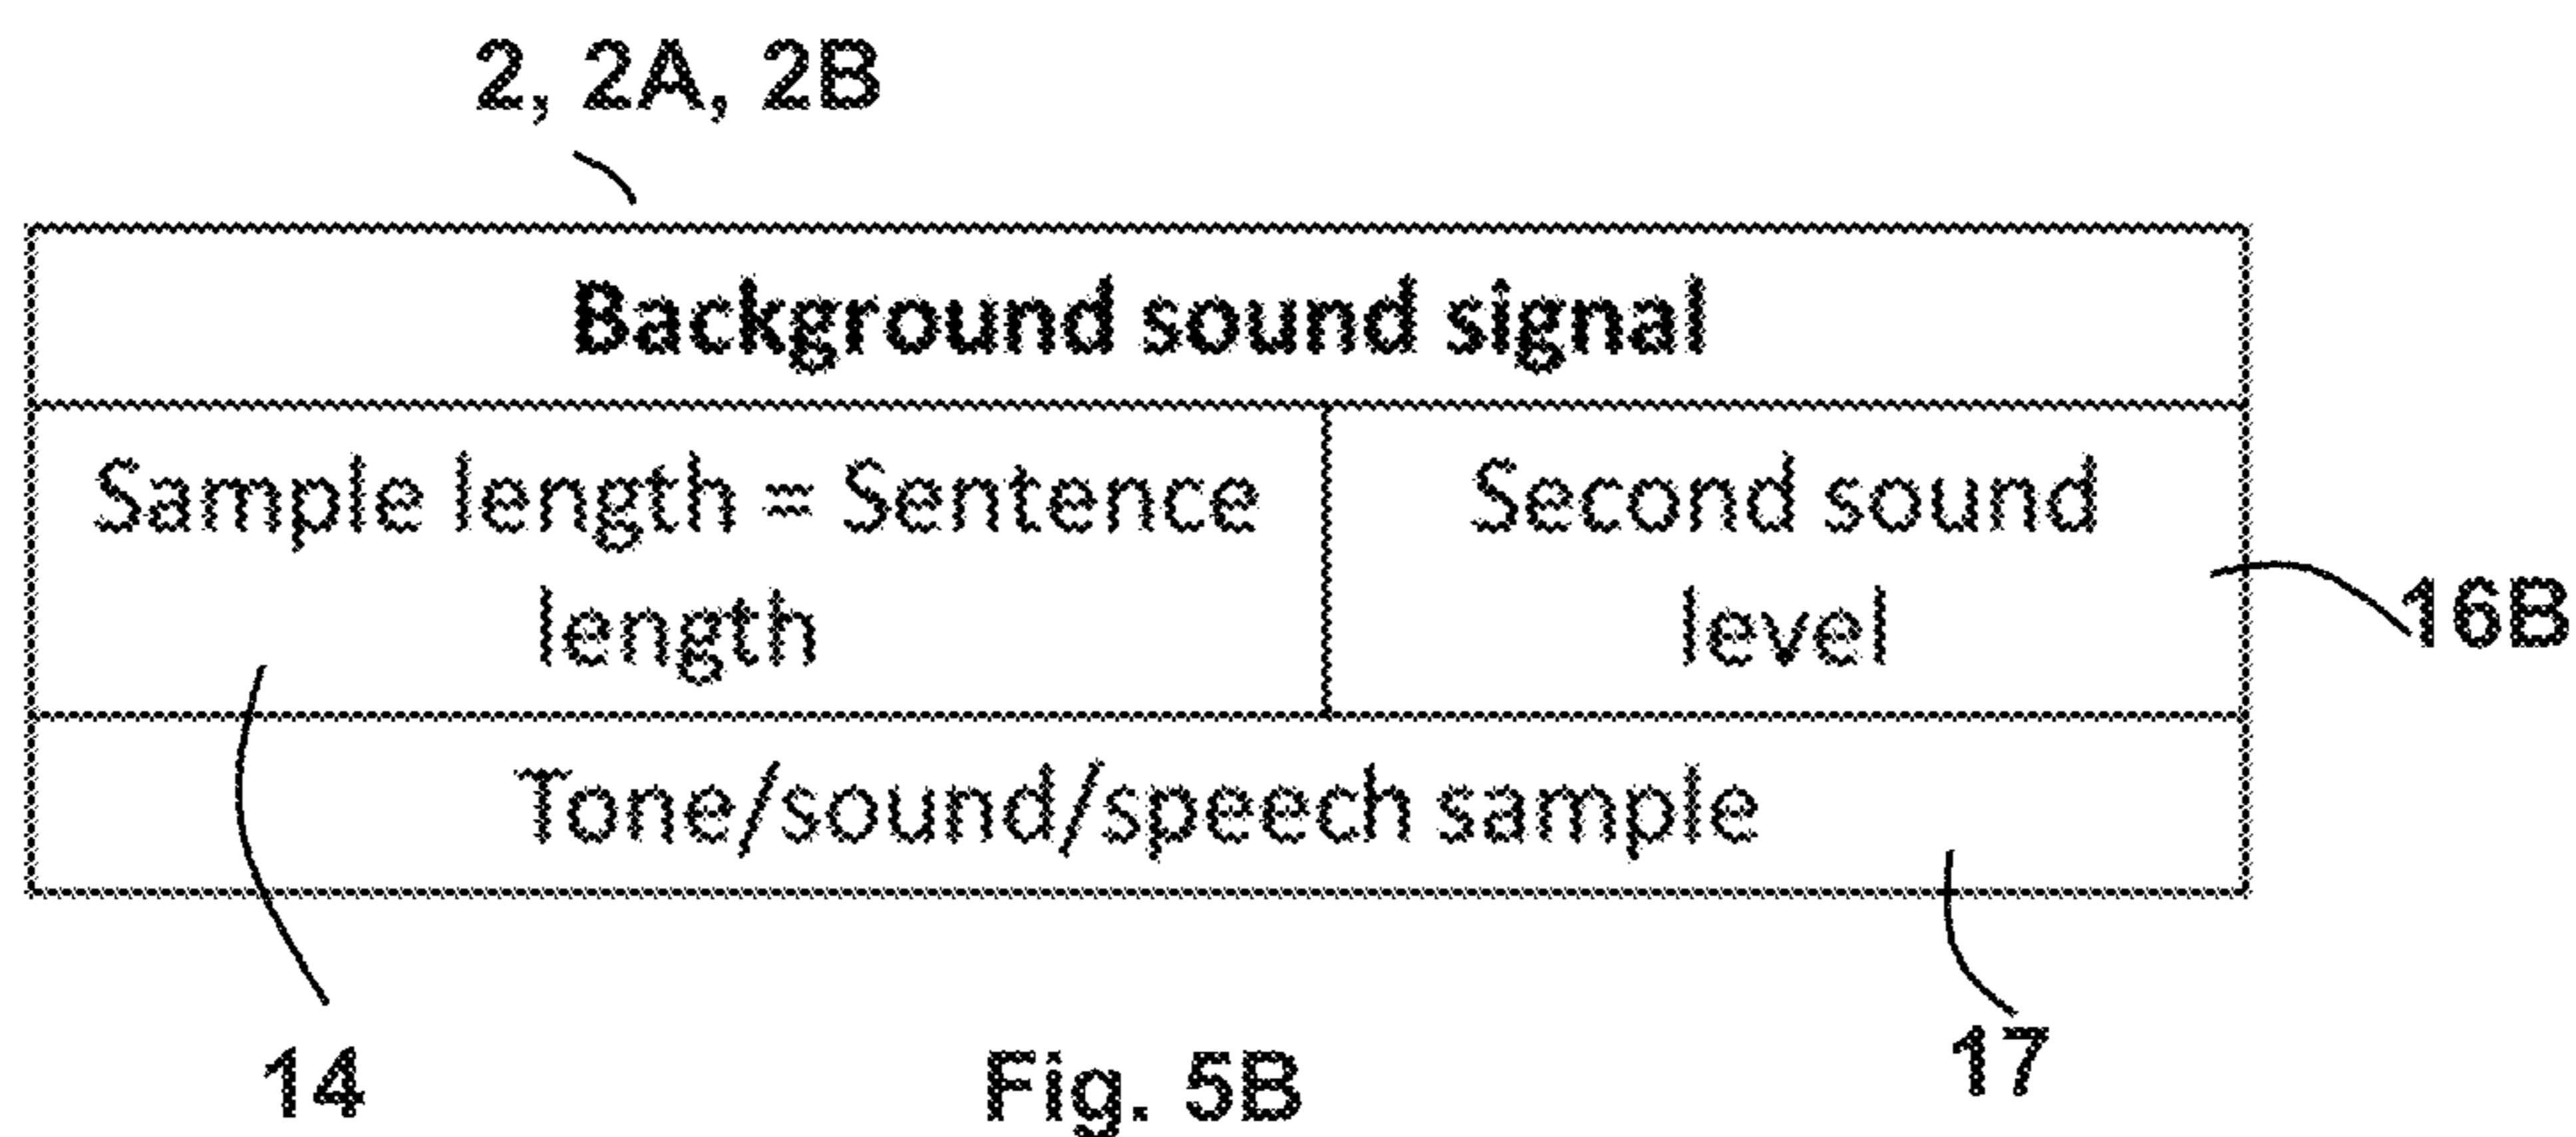 2, 2A, 2B
Background sound signal
Sample length = Sentence
length
Second sound
level
16B
Tone/sound/speech sample
14
17
Fig. 5B